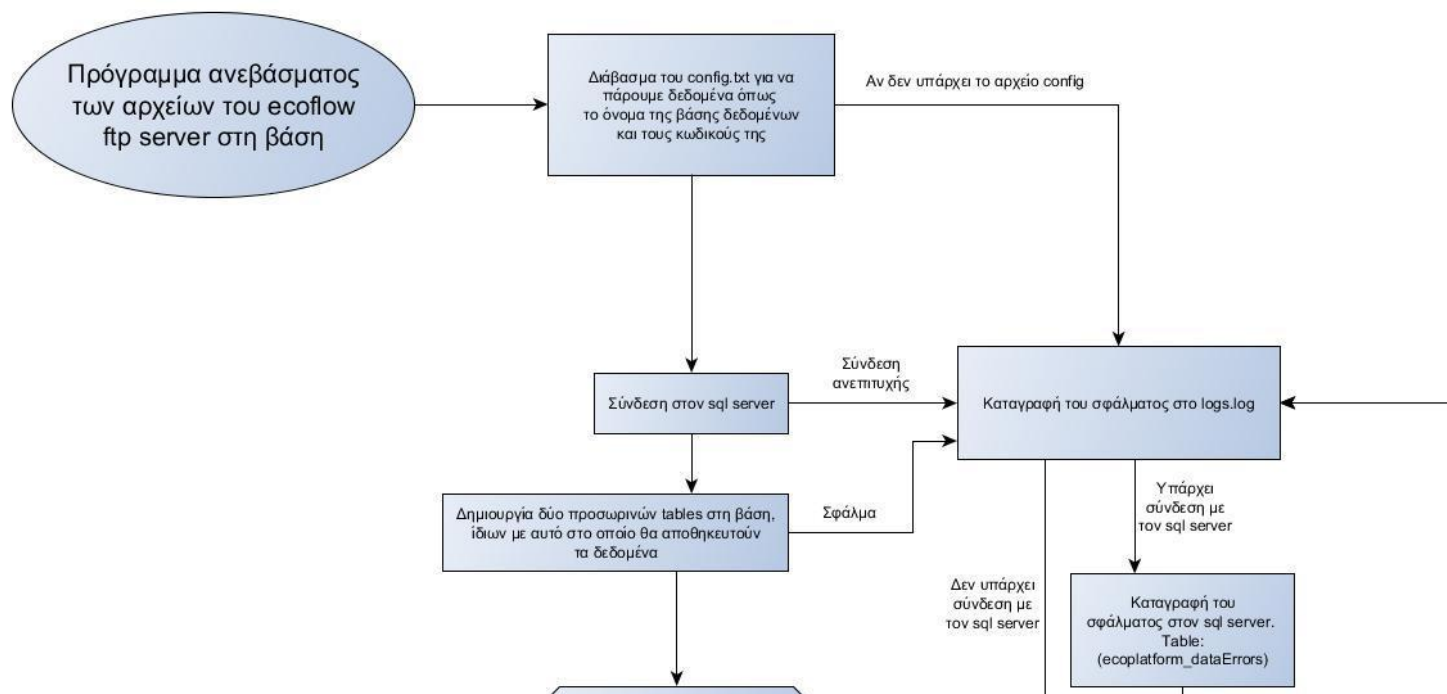 Πρόγραμμα ανεβάσματος
των αρχείων του ecoflow
ftp server στη βάση
Διάβασμα του config.txt για να
πάρουμε δεδομένα όπως
το όνομα της βάσης δεδομένων
και τους κωδικούς της
Αν δεν υπάρχει το αρχείο config
Σύνδεση στον sql server
Σύνδεση
ανεπιτυχής
Καταγραφή του σφάλματος στο logs.log
Δημιουργία δύο προσωρινών tables στη βάση,
ίδιων με αυτό στο οποίο θα αποθηκευτούν
τα δεδομένα
Σφάλμα
Υπάρχει
σύνδεση με
τον sql server
Δεν υπάρχει
σύνδεση με
τον sql server
Καταγραφή του
σφάλματος στον sql server.
Table:
(ecoplatform_dataErrors)